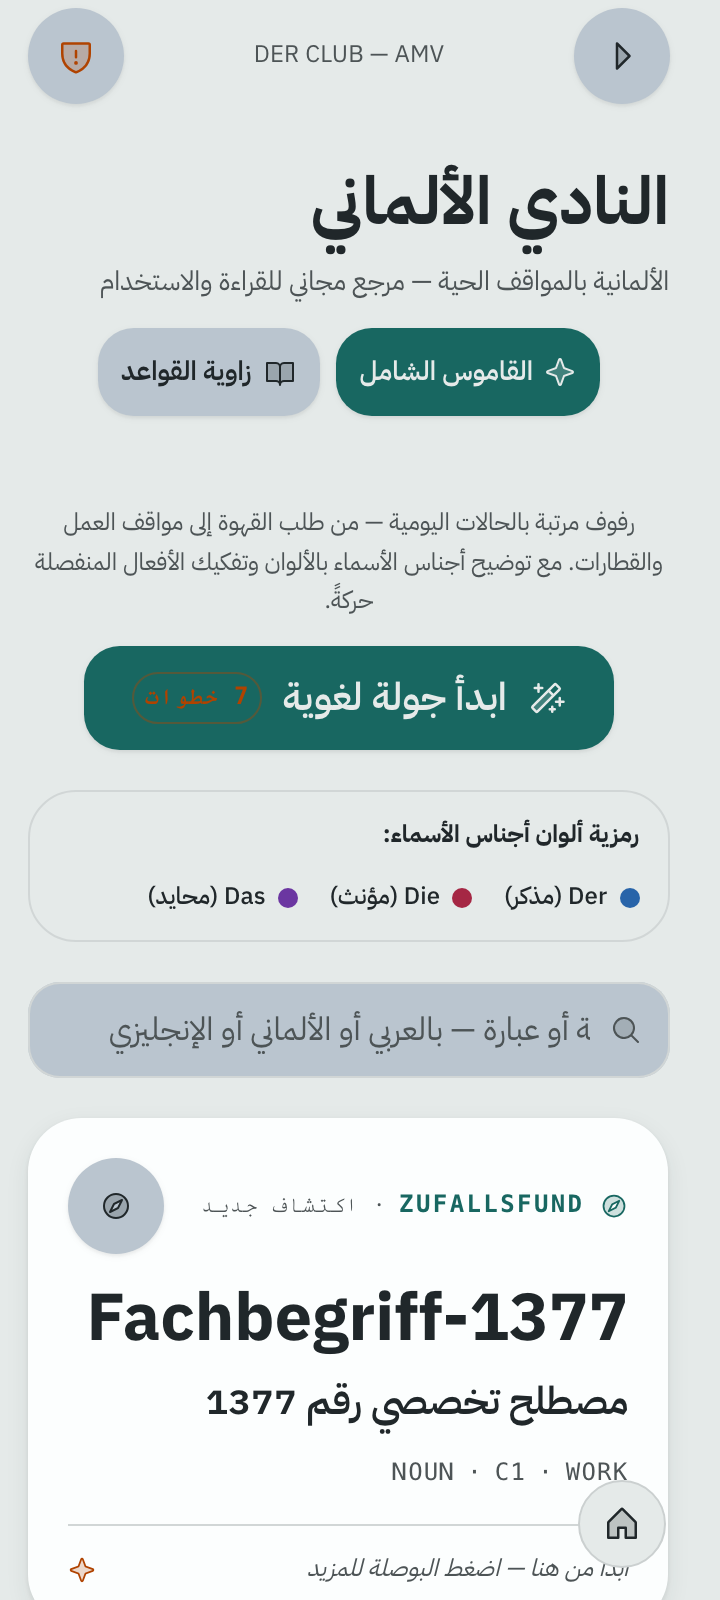 DER CLUB — AMV
النادي الألماني
الألمانية بالمواقف الحية — مرجع مجاني للقراءة والاستخدام
القاموس الشامل
زاوية القواعد
رفوف مرتبة بالحالات اليومية — من طلب القهوة إلى مواقف العمل
والقطارات. مع توضيح أجناس الأسماء بالألوان وتفكيك الأفعال المنفصلة
حركةً.
ابدأ جولة لغوية 7 خطوات
رمزية ألوان أجناس الأسماء:
Der (مذكر) Die (مؤنث) Das (محايد)
ة أو عبارة — بالعربي أو الألماني أو الإنجليزي
ZUFALLSFUND · اكتشاف جديد
Fachbegriff-1377
مصطلح تخصصي رقم 1377
NOUN · C1 · WORK
ابدأ من هنا — اضغط البوصلة للمزيد